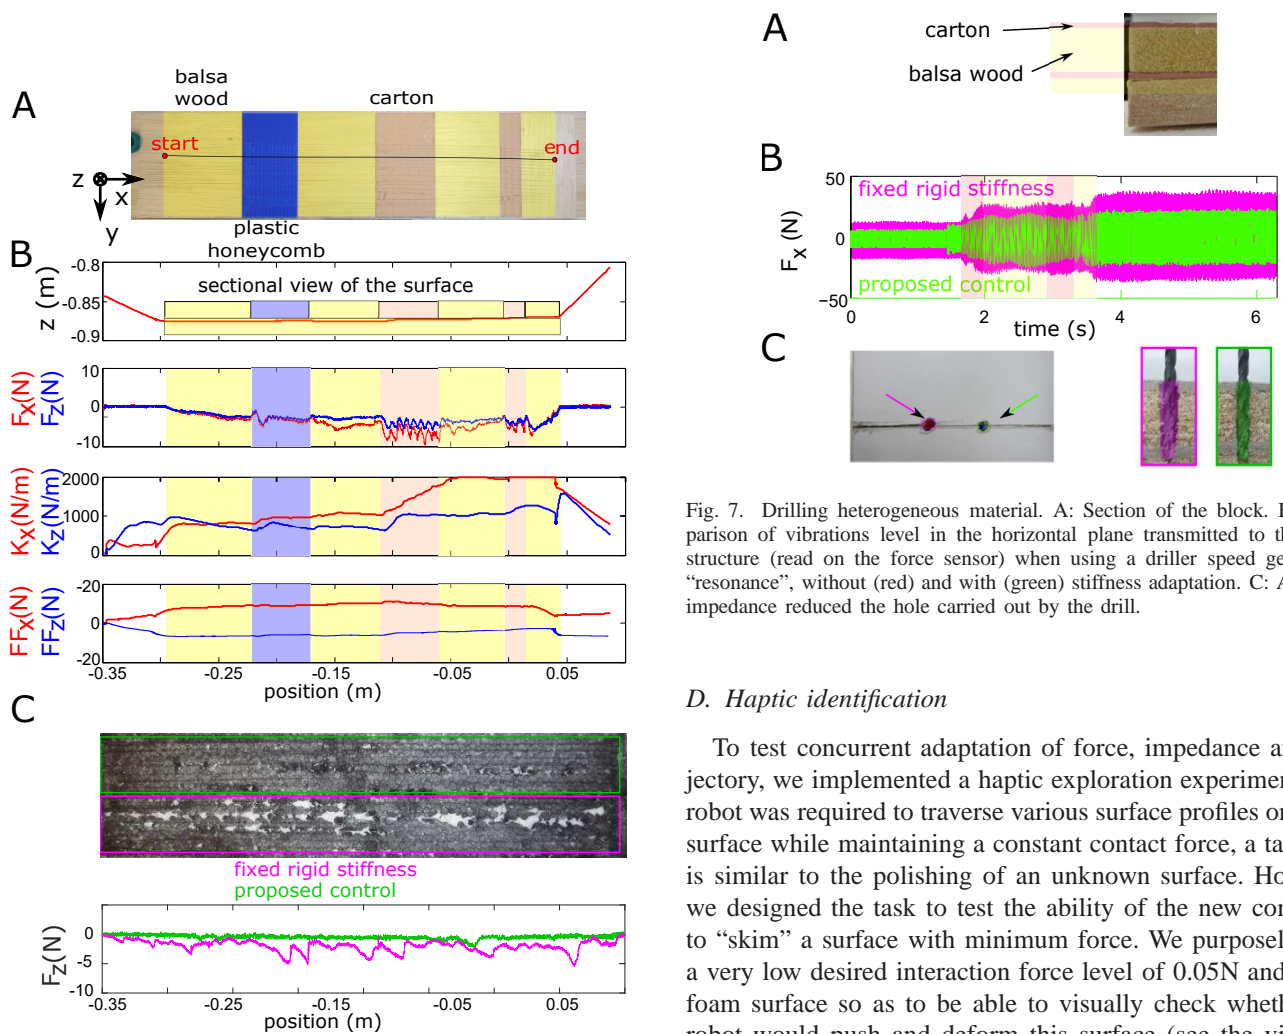 A
balsa
wood
carton
start
end
z
x
y
plastic
honeycomb
B
sectional view of the surface
z (m)
-0.8
-0.85
-0.9
Fx(N)
Fz(N)
10
0
-10
Kx(N/m)
Kz(N/m)
2000
1000
0
FFx(N)
FFz(N)
-20
0
-20
-0.35
-0.25
-0.15
-0.05
0.05
position (m)
C
fixed rigid stiffness
proposed control
Fz(N)
0
-5
-10
-0.35
-0.25
-0.15
-0.05
0.05
position (m)
A
carton
balsa wood
B
fixed rigid stiffness
proposed control
Fx (N)
50
0
-50
0
2
4
6
time (s)
C
Fig. 7. Drilling heterogeneous material. A: Section of the block.
parison of vibrations level in the horizontal plane transmitted to
structure (read on the force sensor) when using a driller speed
“resonance”, without (red) and with (green) stiffness adaptation. C:
impedance reduced the hole carried out by the drill.
D. Haptic identification
To test concurrent adaptation of force, impedance
jectory, we implemented a haptic exploration
robot was required to traverse various surface profiles
surface while maintaining a constant contact force, a
is similar to the polishing of an unknown surface.
we designed the task to test the ability of the new
to “skim” a surface with minimum force. We
a very low desired interaction force level of 0.05N and
foam surface so as to be able to visually check
robot would push and deform this surface (see the